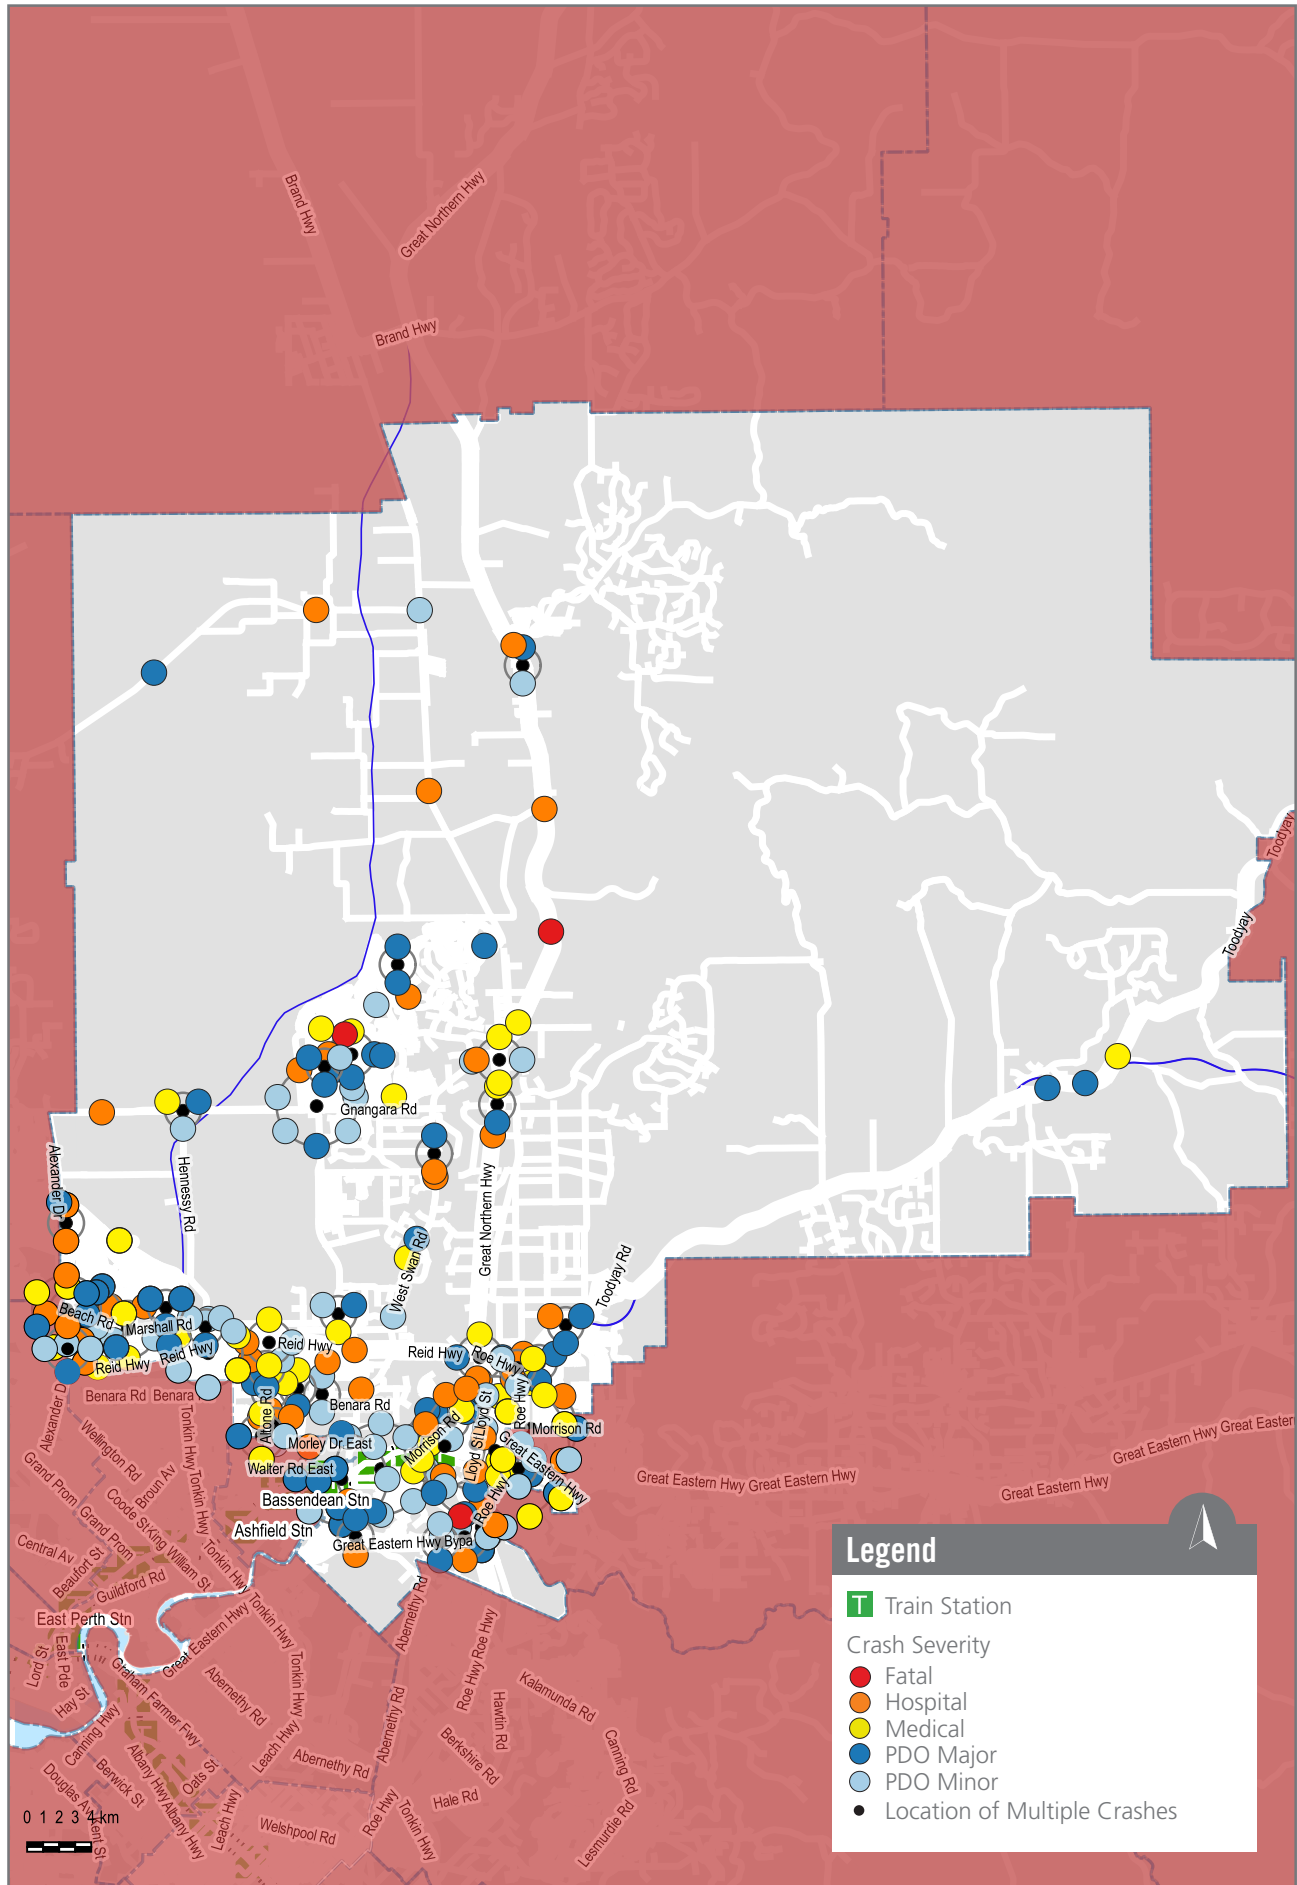 Brand Hwy
Great Northern Hwy
Brand Hwy
Toodyay
Toodyay
Gnangara Rd
Alexander Dr
Hennessy Rd
Great Northern Hwy
West Swan Rd
Toodyay Rd
Beach Rd
Marshall Rd
Reid Hwy
Reid Hwy
Reid Hwy
Reid Hwy
Roe Hwy
Benara Rd
Benara
Benara Rd
Altone Rd
Lloyd St
Roe Hwy
Morrison Rd
Morrison Rd
Morley Dr East
Lloyd St
Great Eastern Hwy
Walter Rd East
Roe Hwy
Bassendean Stn
Ashfield Stn
Great Eastern Hwy Bypa
Alexander D
Wellington Rd
Tonkin Hwy
Tonkin Hwy
Grand Prom
Broun Av
Coode St
King William St
Grand Prom
Central Av
Beaufort St
Guildford Rd
Tonkin Hwy
Tonkin Hwy
Tonkin Hwy
East Perth Stn
Great Eastern Hwy
Lord St
East Pde
Hay St
Graham Farmer Fwy
Abernethy Rd
Leach Hwy
Canning Hwy
Abernethy Rd
Abernethy Rd
Abernethy Rd
Albany Hwy
Albany Hwy
Oats St
Berwick St
Douglas Av
Kent St
Leach Hwy
Welshpool Rd
Roe Hwy
Tonkin Hwy
Roe Hwy
Roe Hwy
Hawtin Rd
Kalamunda Rd
Canning Rd
Berkshire Rd
Hale Rd
Lesmurdie Rd
Great Eastern Hwy
Great Eastern Hwy
Great Eastern Hwy
Great Eastern Hwy
Great Easter
0 1 2 3 4 km
Legend
T Train Station
Crash Severity
Fatal
Hospital
Medical
PDO Major
PDO Minor
Location of Multiple Crashes